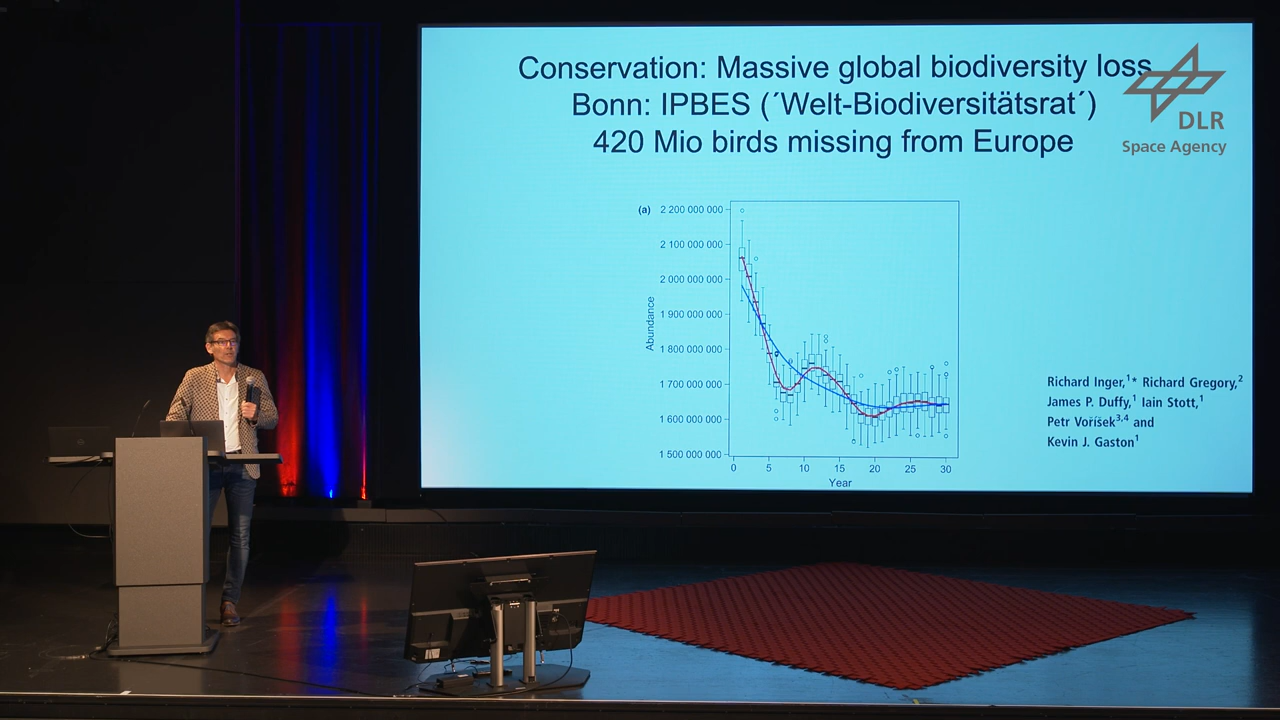 Conservation: Massive global biodiversity loss
Bonn: IPBES (´Welt-Biodiversitätsrat´)
420 Mio birds missing from Europe
DLR
Space Agency
(a)
2 200 000 000
2 100 000 000
2 000 000 000
1 900 000 000
1 800 000 000
1 700 000 000
1 600 000 000
1 500 000 000
Abundance
0 5 10 15 20 25 30
Year
Richard Inger,¹* Richard Gregory,²
James P. Duffy,¹ Iain Stott,¹
Petr Voříšek³,⁴ and
Kevin J. Gaston¹